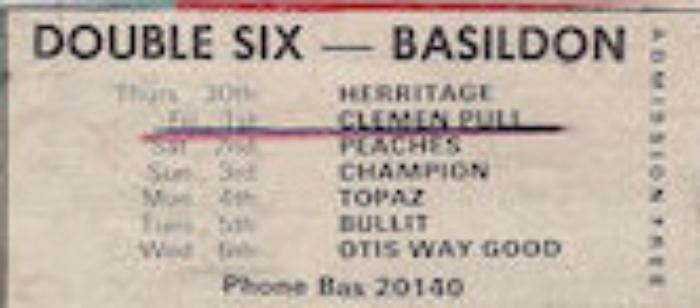 DOUBLE SIX — BASILDON
Thurs 30th HERRITAGE
Fri 1st CLEMEN PULL
Sat 2nd PEACHES
Sun 3rd CHAMPION
Mon 4th TOPAZ
Tues 5th BULLIT
Wed 6th OTIS WAY GOOD
Phone Bas 20140
ADMISSION FREE